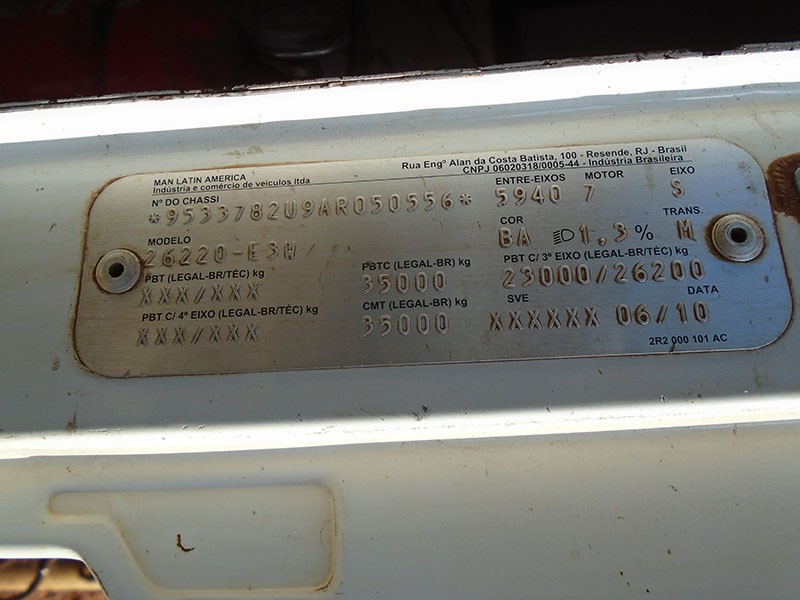 MAN LATIN AMERICA
Indústria e comércio de veículos ltda
Rua Engº Alan da Costa Batista, 100 - Resende, RJ - Brasil
CNPJ 06020318/0005-44 - Indústria Brasileira
Nº DO CHASSI ENTRE-EIXOS MOTOR EIXO
*9533782U9AR050556* 5940 7 S
MODELO COR TRANS.
26220-E3H BA 1,3% M
PBT (LEGAL-BR/TÉC) kg PBTC (LEGAL-BR) kg PBT C/ 3º EIXO (LEGAL-BR/TÉC) kg
XXX/XXX 35000 23000/26200
PBT C/ 4º EIXO (LEGAL-BR/TÉC) kg CMT (LEGAL-BR) kg SVE DATA
XXX/XXX 35000 XXXXXX 06/10
2R2 000 101 AC